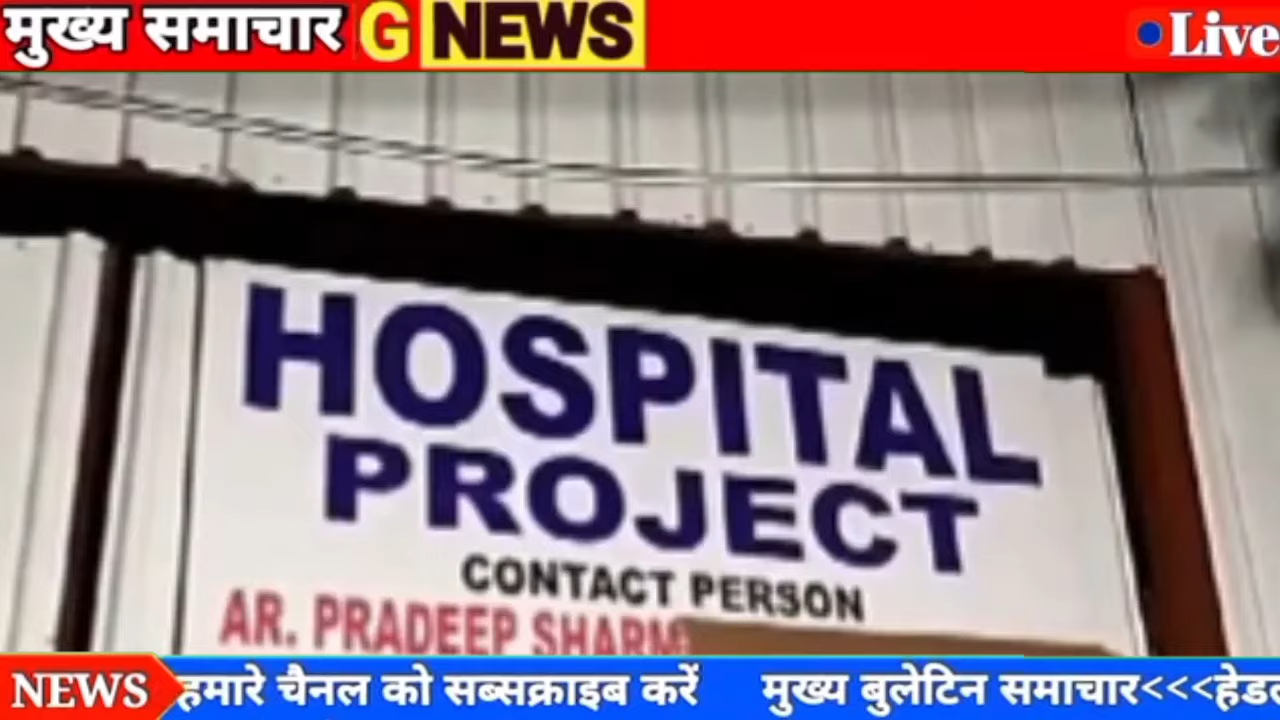 मुख्य समाचार G NEWS
Live
HOSPITAL
PROJECT
CONTACT PERSON
AR. PRADEEP
NEWS हमारे चैनल को सब्सक्राइब करें मुख्य बुलेटिन समाचार<<<